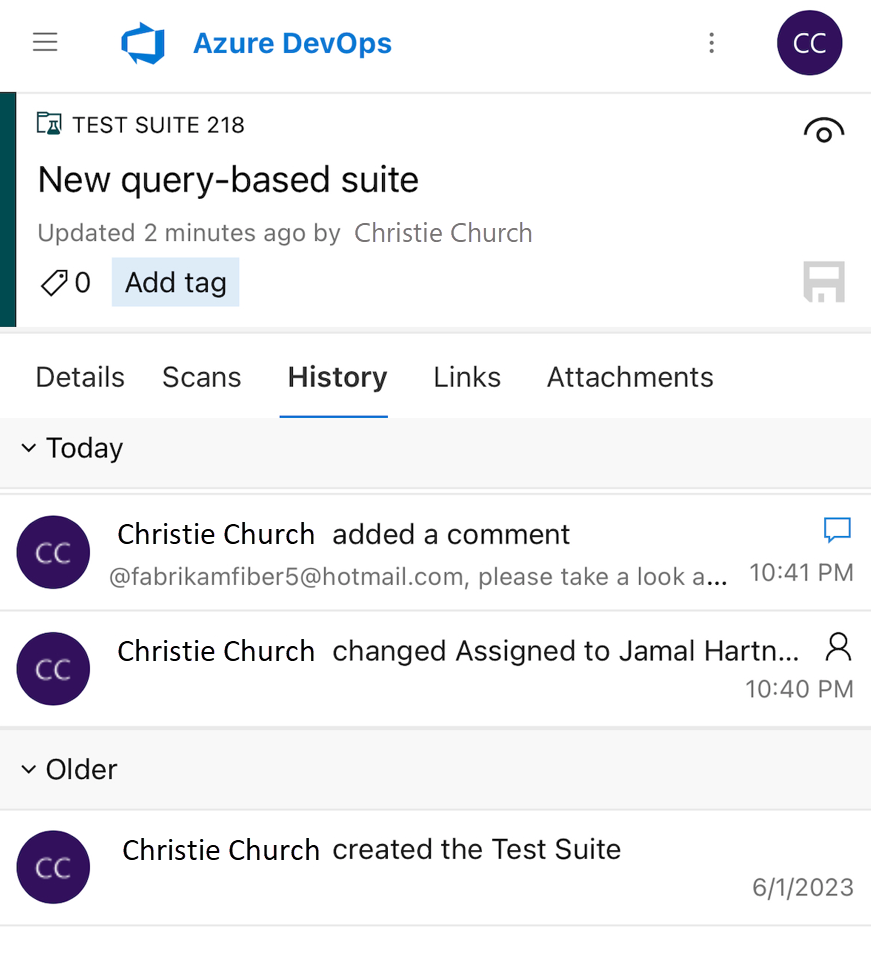 Azure DevOps
CC
TEST SUITE 218
New query-based suite
Updated 2 minutes ago by Christie Church
0 Add tag
Details Scans History Links Attachments
Today
CC
Christie Church added a comment
@fabrikamfiber5@hotmail.com, please take a look a... 10:41 PM
CC
Christie Church changed Assigned to Jamal Hartn...
10:40 PM
Older
CC
Christie Church created the Test Suite
6/1/2023